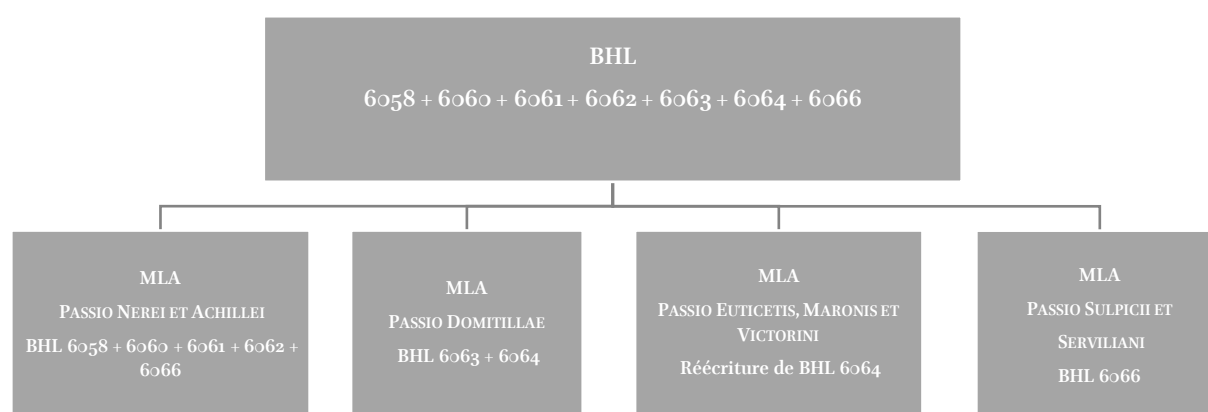 BHL
6058 + 6060 + 6061 + 6062 + 6063 + 6064 + 6066
MLA
PASSIO NEREI ET ACHILLEI
BHL 6058 + 6060 + 6061 + 6062 +
6066
MLA
PASSIO DOMITILLAE
BHL 6063 + 6064
MLA
PASSIO EUTICETIS, MARONIS ET
VICTORINI
Réécriture de BHL 6064
MLA
PASSIO SULPICII ET
SERVILIANI
BHL 6066